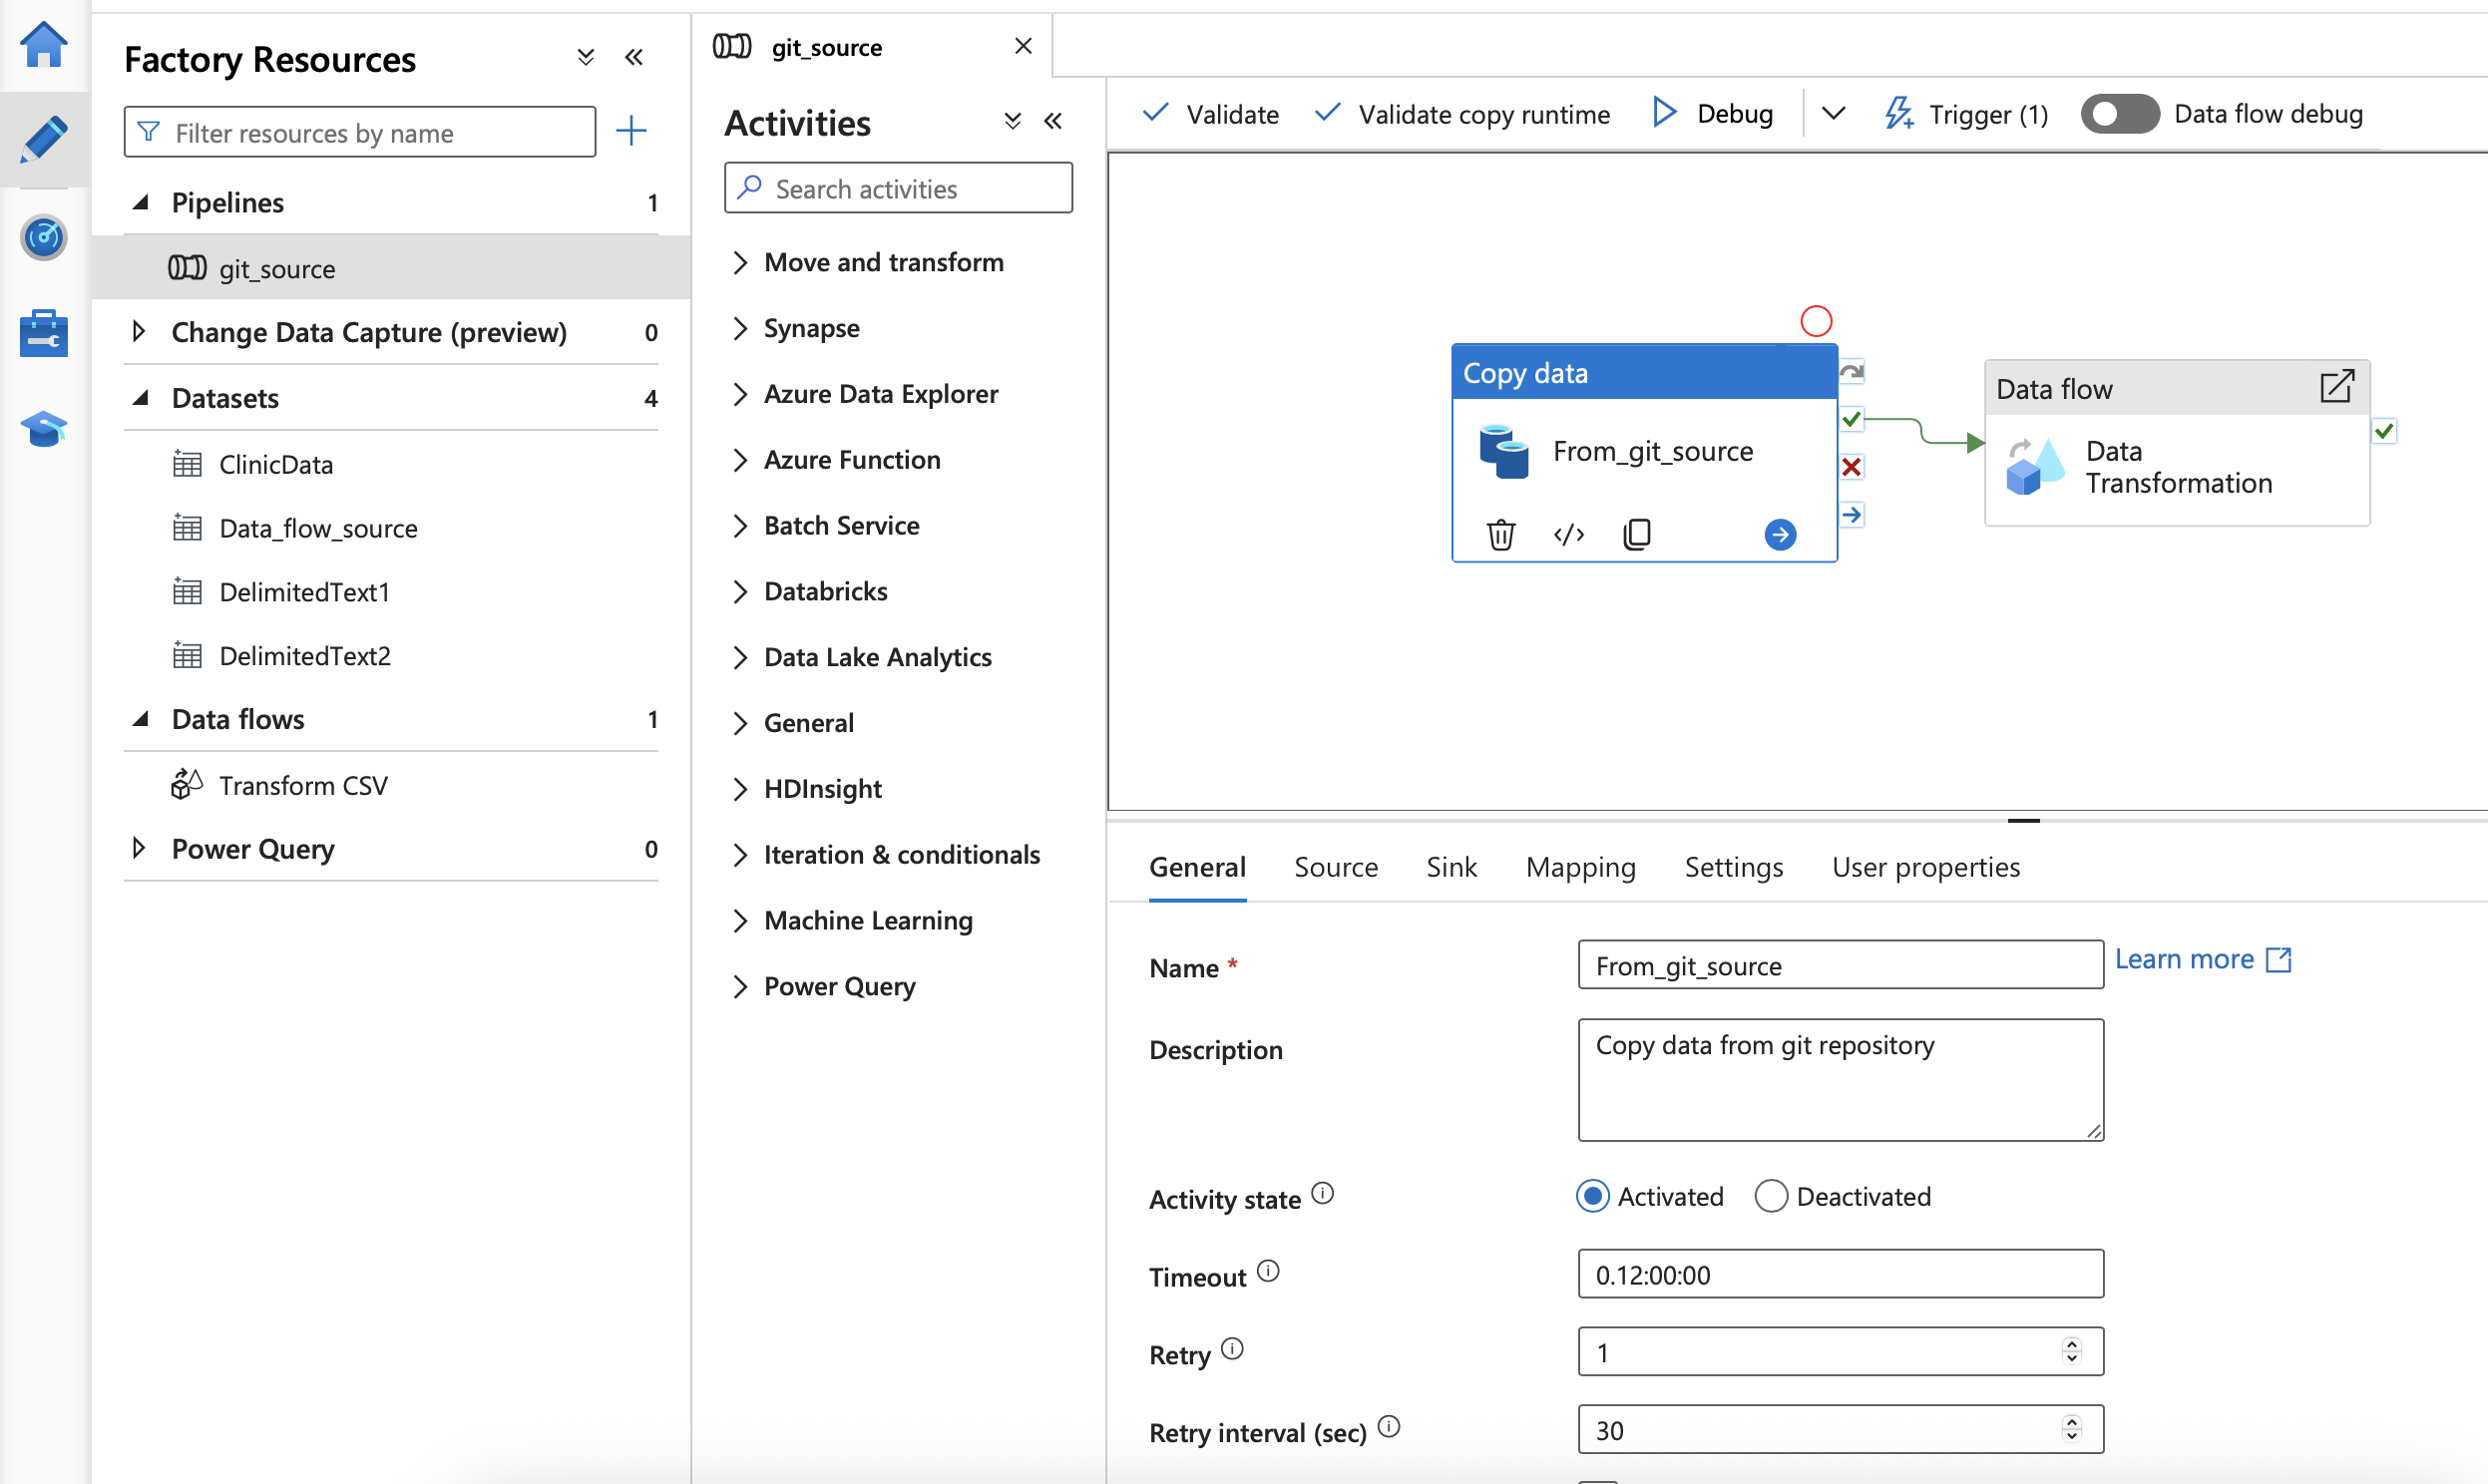 Factory Resources
Filter resources by name
Pipelines 1
git_source
Change Data Capture (preview) 0
Datasets 4
ClinicData
Data_flow_source
DelimitedText1
DelimitedText2
Data flows 1
Transform CSV
Power Query 0
git_source
Activities
Search activities
Move and transform
Synapse
Azure Data Explorer
Azure Function
Batch Service
Databricks
Data Lake Analytics
General
HDInsight
Iteration & conditionals
Machine Learning
Power Query
Validate Validate copy runtime Debug Trigger (1) Data flow debug
Copy data
From_git_source
Data flow
Data
Transformation
General Source Sink Mapping Settings User properties
Name * From_git_source Learn more
Description Copy data from git repository
Activity state Activated Deactivated
Timeout 0.12:00:00
Retry 1
Retry interval (sec) 30